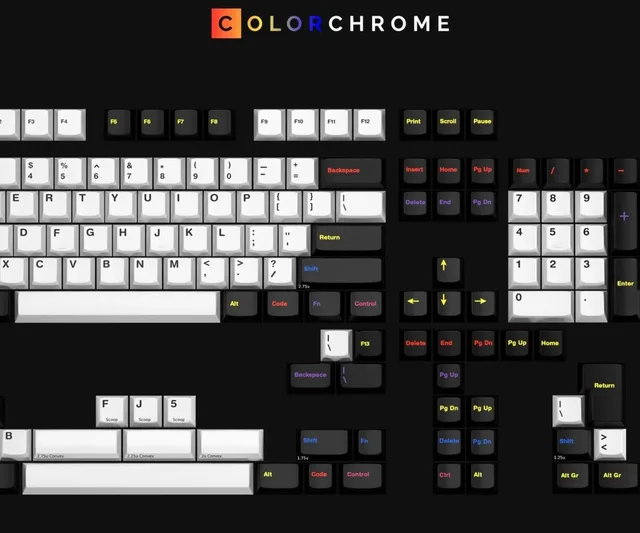 COLORCHROME
F3 F4 F5 F6 F7 F8 F9 F10 F11 F12 Print Scroll Pause
$ % ^ & * ( ) — +
4 5 6 7 8 9 0 - = Backspace Insert Home Pg Up Num / * −
E R T Y U I O P { } | Delete End Pg Dn 7 8 9 +
[ ] \
D F G H J K L : " Return 4 5 6
; '
X C V B N M < > ? Shift ↑ 1 2 3 Enter
, . /
2.75u
Alt Code Fn Control ← ↓ → 0 .
| F13 Delete End Pg Dn Pg Up Home
\
Backspace | Pg Up Return
\
F J 5 Pg Dn Pg Up |
Scoop Scoop Scoop \
B Shift Fn Delete Pg Dn Shift >
<
2.75u Convex 2.25u Convex 2u Convex 1.75u 1.25u
Alt Code Control Ctrl Alt Alt Gr Alt Gr